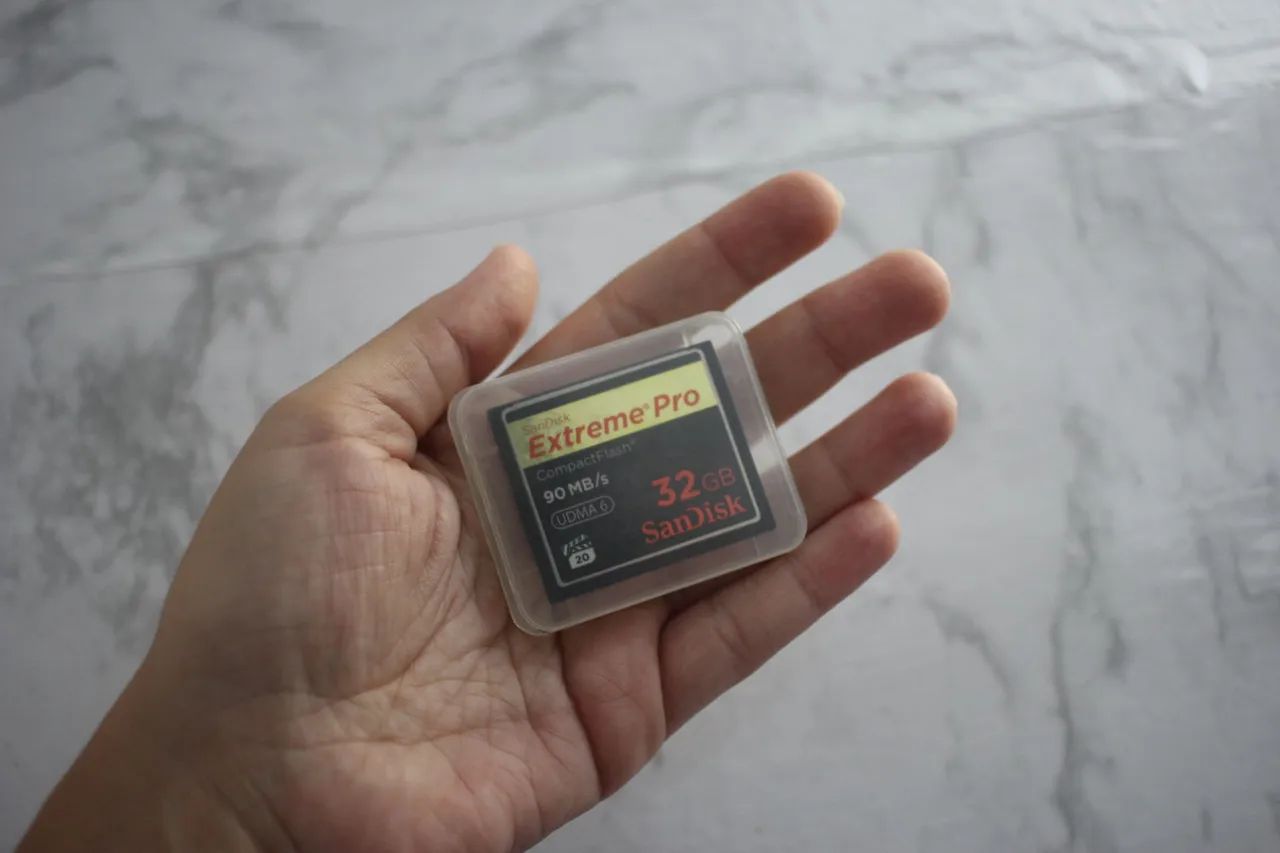 SanDisk
Extreme® Pro
CompactFlash®
90 MB/s
UDMA 6
20
32 GB
SanDisk